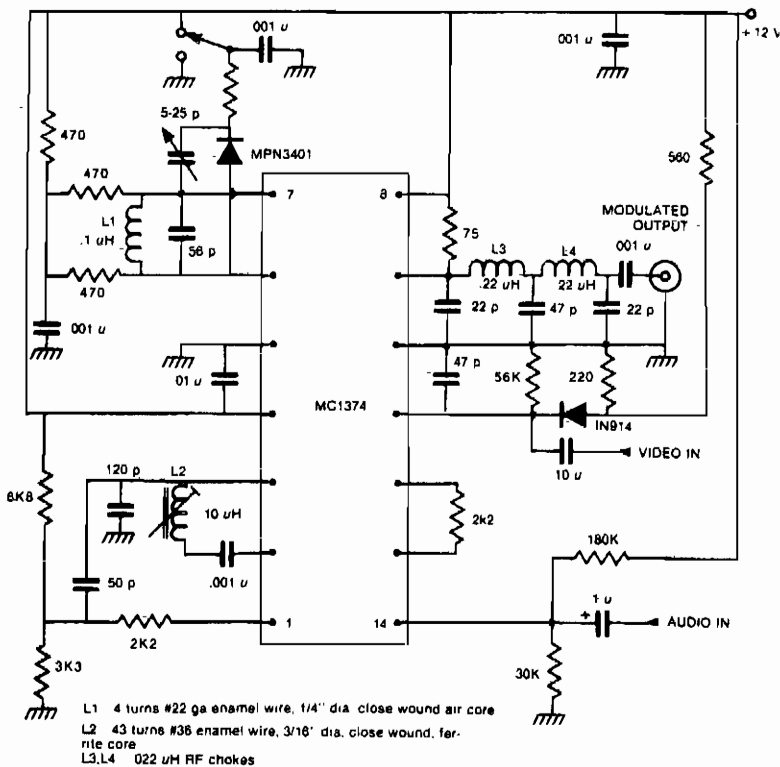 001 u
001 u
+ 12 V
5-25 p
470
MPN3401
560
470
7
8
MODULATED
OUTPUT
75
L1
.1 uH
56 p
L3
L4
001 u
.22 uH
22 uH
470
22 p
47 p
22 p
001 u
01 u
47 p
56K
220
MC1374
IN914
VIDEO IN
10 u
120 p
L2
6K8
10 uH
2k2
180K
50 p
.001 u
1 u
+
1
14
AUDIO IN
2K2
3K3
30K
L1 4 turns #22 ga enamel wire, 1/4" dia close wound air core
L2 43 turns #36 enamel wire, 3/16' dia, close wound, fer-
rite core
L3,L4 022 uH RF chokes